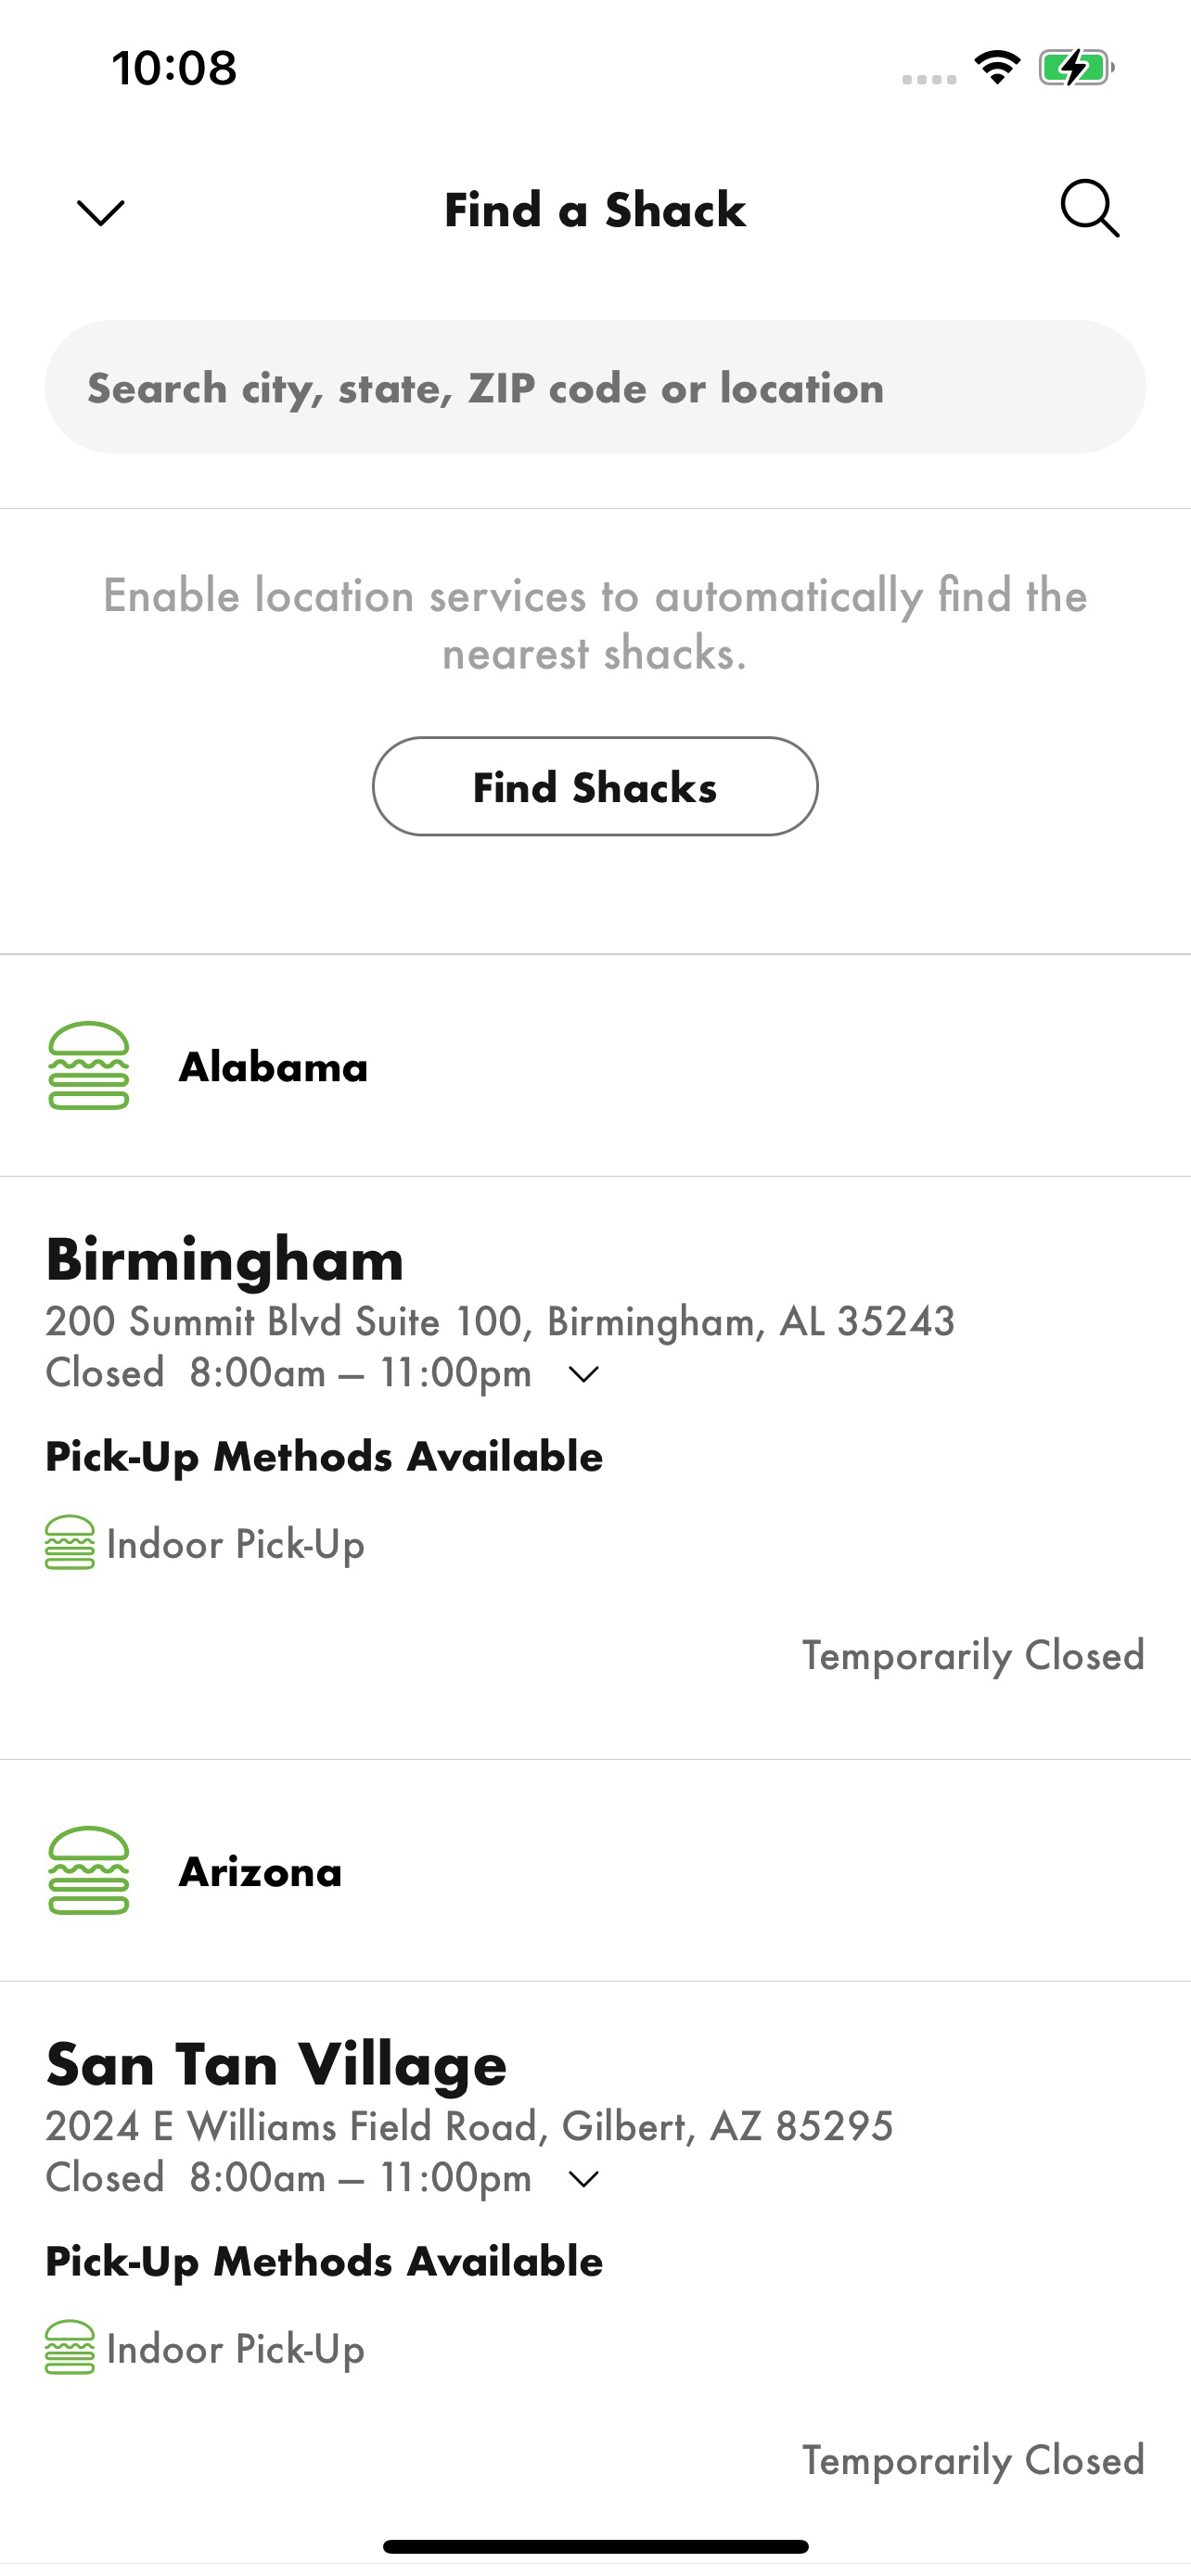 10:08
Find a Shack
Search city, state, ZIP code or location
Enable location services to automatically find the
nearest shacks.
Find Shacks
Alabama
Birmingham
200 Summit Blvd Suite 100, Birmingham, AL 35243
Closed 8:00am – 11:00pm
Pick-Up Methods Available
Indoor Pick-Up
Temporarily Closed
Arizona
San Tan Village
2024 E Williams Field Road, Gilbert, AZ 85295
Closed 8:00am – 11:00pm
Pick-Up Methods Available
Indoor Pick-Up
Temporarily Closed